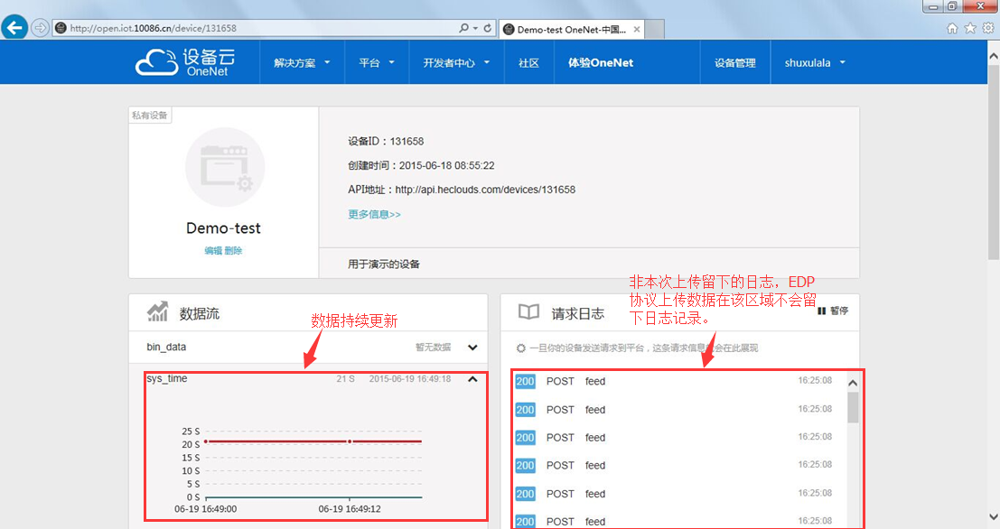 http://open.iot.10086.cn/device/131658
Demo-test OneNet-中国...
设备云
OneNet
解决方案
平台
开发者中心
社区
体验OneNet
设备管理
shuxulala
私有设备
Demo-test
编辑 删除
设备ID：131658
创建时间：2015-06-18 08:55:22
API地址：http://api.heclouds.com/devices/131658
更多信息>>
用于演示的设备
非本次上传留下的日志，EDP
协议上传数据在该区域不会留
下日志记录。
数据流
数据持续更新
bin_data
暂无数据
sys_time
21 S
2015-06-19 16:49:18
25 S
20 S
15 S
10 S
5 S
0 S
06-19 16:49:00
06-19 16:49:12
请求日志
暂停
一旦你的设备发送请求到平台，这条请求信息会在此展现
200 POST feed 16:25:08
200 POST feed 16:25:08
200 POST feed 16:25:08
200 POST feed 16:25:08
200 POST feed 16:25:08
200 POST feed 16:25:08